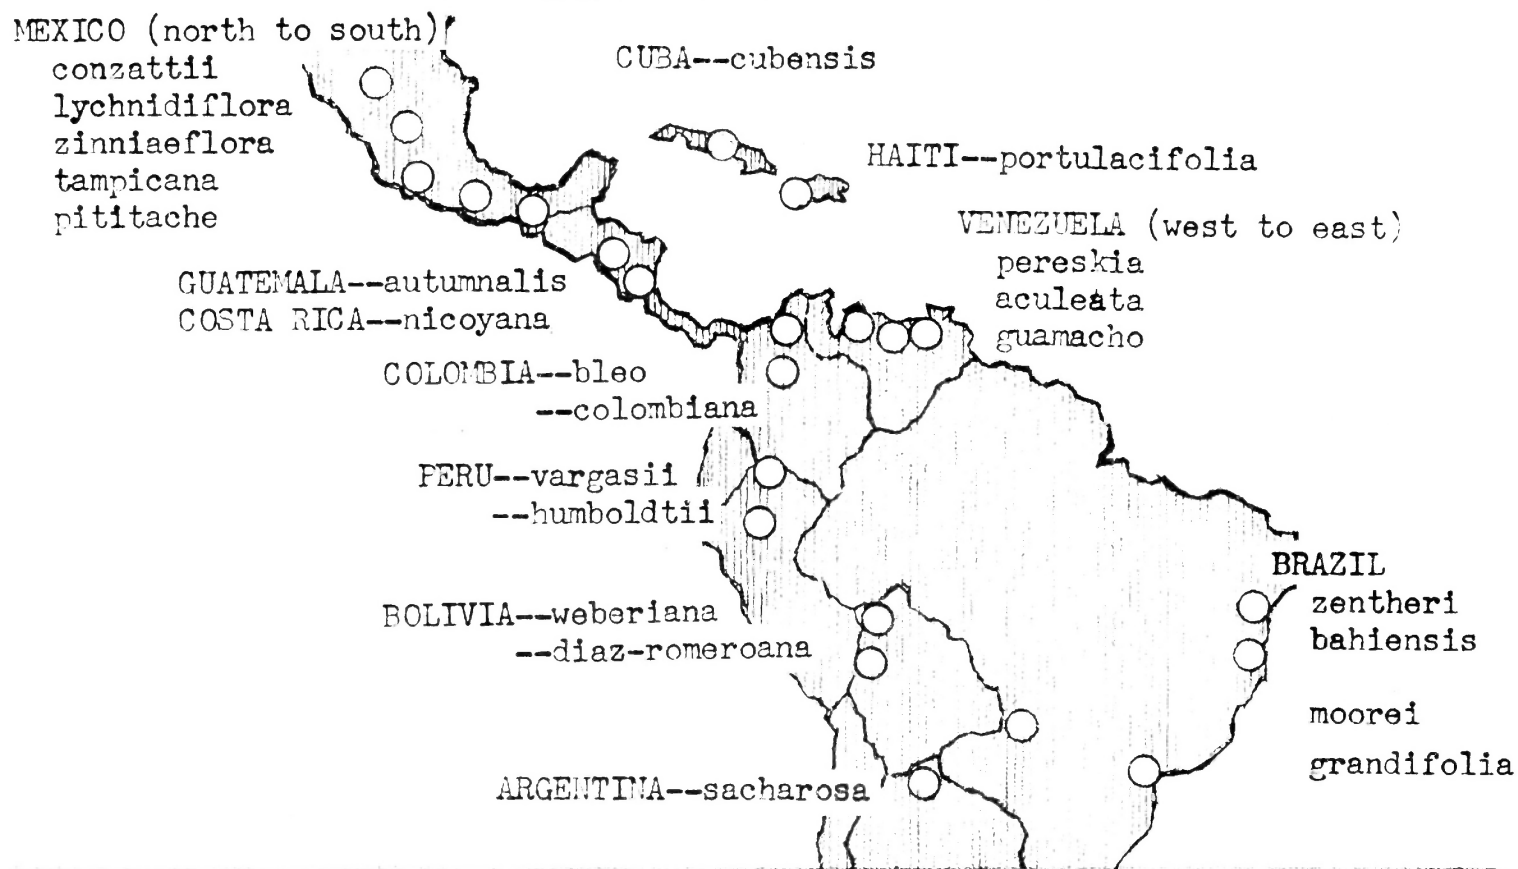 MEXICO (north to south)
conzattii
lychnidiflora
zinniaeflora
tampicana
pititache
CUBA--cubensis
HAITI--portulacifolia
VENEZUELA (west to east)
pereskia
aculeata
guamacho
GUATEMALA--autumnalis
COSTA RICA--nicoyana
COLOMBIA--bleo
--colombiana
PERU--vargasii
--humboldtii
BOLIVIA--weberiana
--diaz-romeroana
ARGENTINA--sacharosa
BRAZIL
zentheri
bahiensis
moorei
grandifolia